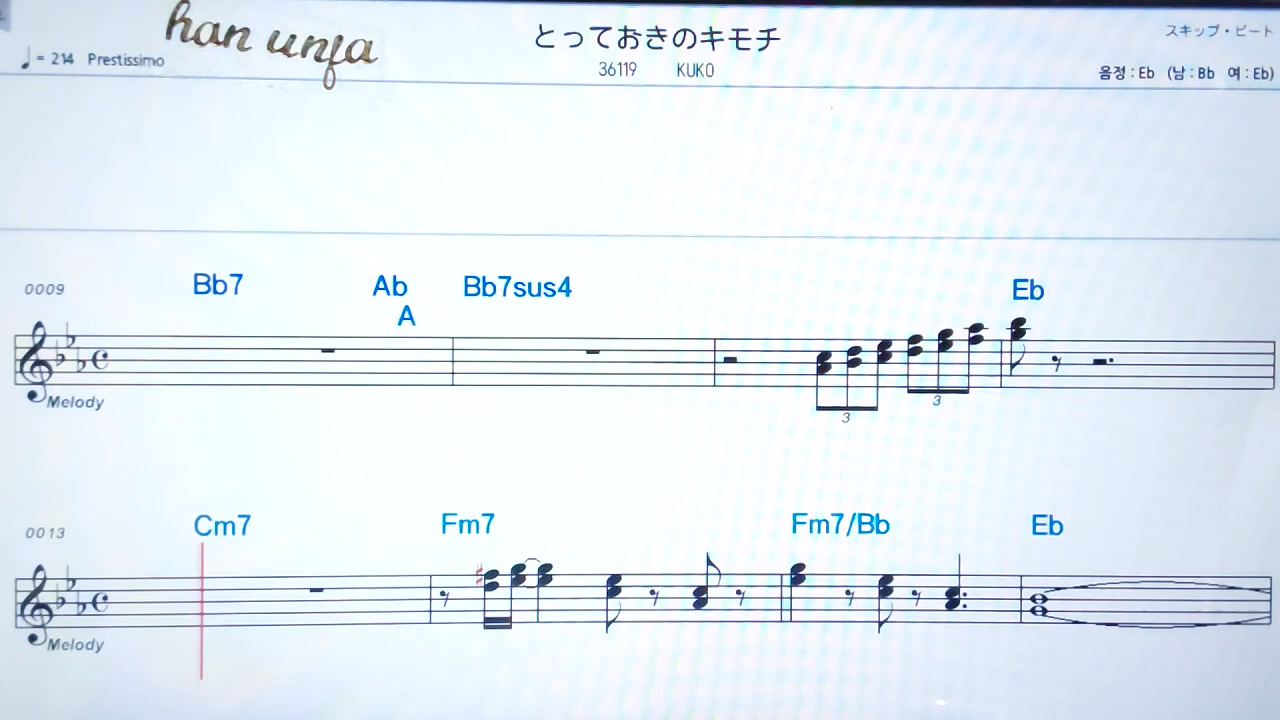 han unfa
とっておきのキモチ
スキップ・ビート
♩= 214 Prestissimo
36119 KUKO
음정 : Eb (남 : Bb 여 : Eb)
0009
Bb7 Ab Bb7sus4 Eb
A
Melody
3
3
0013
Cm7 Fm7 Fm7/Bb Eb
Melody